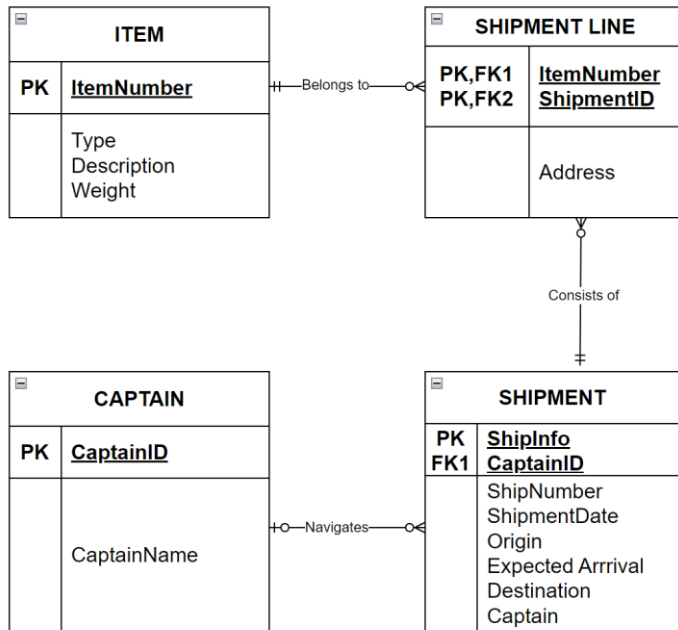 ITEM
PK ItemNumber
Type
Description
Weight
Belongs to
SHIPMENT LINE
PK,FK1 ItemNumber
PK,FK2 ShipmentID
Address
Consists of
CAPTAIN
PK CaptainID
CaptainName
Navigates
SHIPMENT
PK ShipInfo
FK1 CaptainID
ShipNumber
ShipmentDate
Origin
Expected Arrrival
Destination
Captain